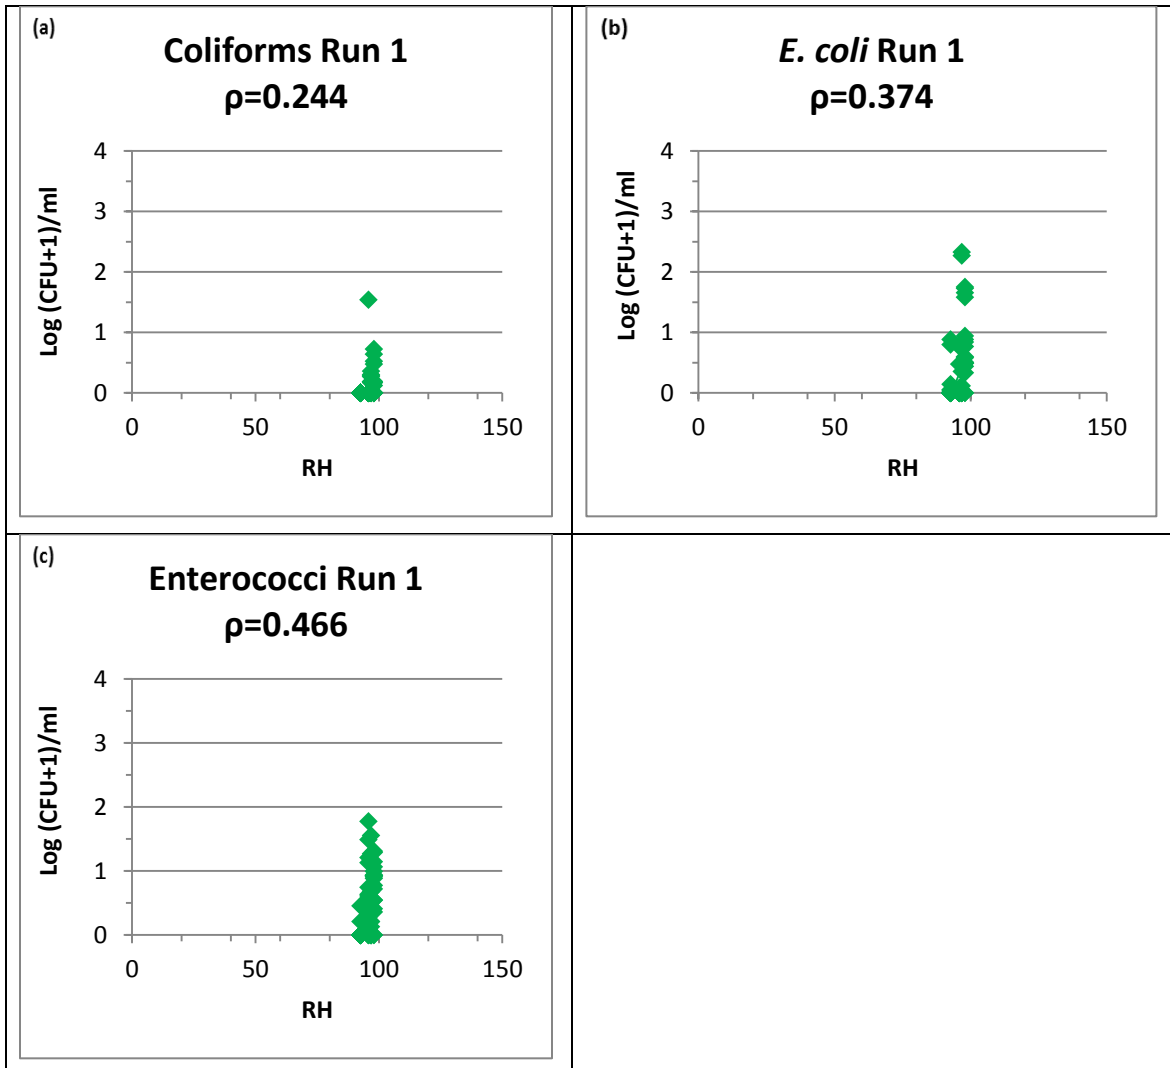 (a)
Coliforms Run 1
ρ=0.244
Log (CFU+1)/ml
4
3
2
1
0
0 50 100 150
RH
(b)
E. coli Run 1
ρ=0.374
Log (CFU+1)/ml
4
3
2
1
0
0 50 100 150
RH
(c)
Enterococci Run 1
ρ=0.466
Log (CFU+1)/ml
4
3
2
1
0
0 50 100 150
RH